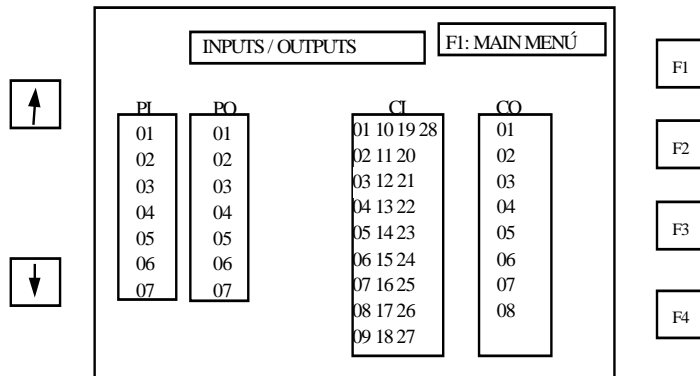 INPUTS / OUTPUTS
F1: MAIN MENÚ
PI PO CI CO
01 01 01 10 19 28 01
02 02 02 11 20 02
03 03 03 12 21 03
04 04 04 13 22 04
05 05 05 14 23 05
06 06 06 15 24 06
07 07 07 16 25 07
08 17 26 08
09 18 27
F1
F2
F3
F4